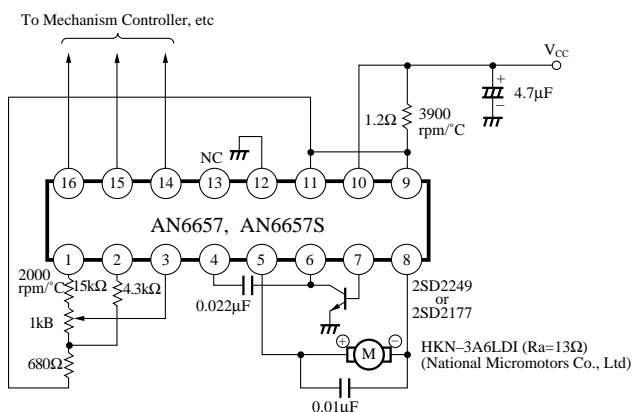 To Mechanism Controller, etc
VCC
+
−
4.7µF
1.2Ω
3900
rpm/˚C
NC
16
15
14
13
12
11
10
9
AN6657, AN6657S
1
2
3
4
5
6
7
8
2000
rpm/˚C
15kΩ
4.3kΩ
0.022µF
2SD2249
or
2SD2177
1kB
680Ω
+
M
−
HKN–3A6LDI (Ra=13Ω)
(National Micromotors Co., Ltd)
0.01µF